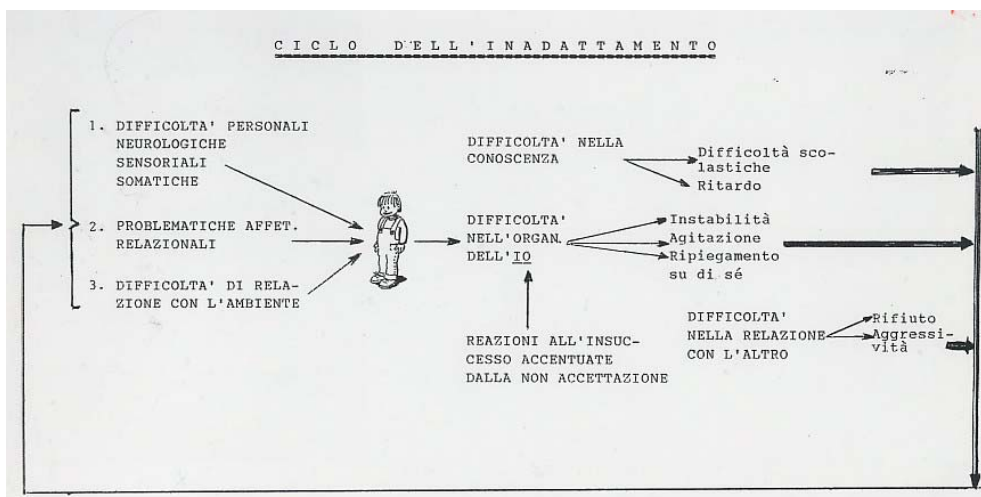 CICLO DELL'INADATTAMENTO
1. DIFFICOLTA' PERSONALI
NEUROLOGICHE
SENSORIALI
SOMATICHE
2. PROBLEMATICHE AFFET.
RELAZIONALI
3. DIFFICOLTA' DI RELA-
ZIONE CON L'AMBIENTE
DIFFICOLTA' NELLA
CONOSCENZA
Difficoltà sco-
lastiche
Ritardo
DIFFICOLTA'
NELL'ORGAN.
DELL'IO
Instabilità
Agitazione
Ripiegamento
su di sé
REAZIONI ALL'INSUC-
CESSO ACCENTUATE
DALLA NON ACCETTAZIONE
DIFFICOLTA'
NELLA RELAZIONE
CON L'ALTRO
Rifiuto
Aggressi-
vità